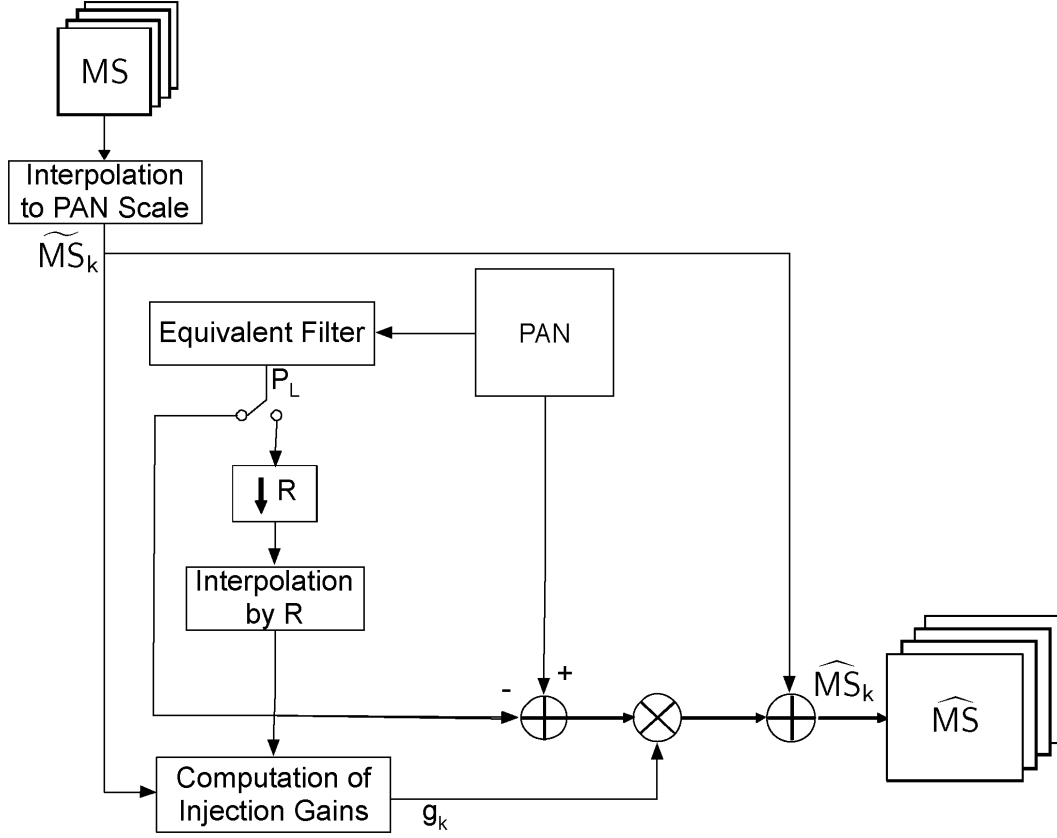 MS
Interpolation
to PAN Scale
M͠S_k
Equivalent Filter
PAN
P_L
R
Interpolation
by R
- +
M̂S_k
M̂S
Computation of
Injection Gains
g_k